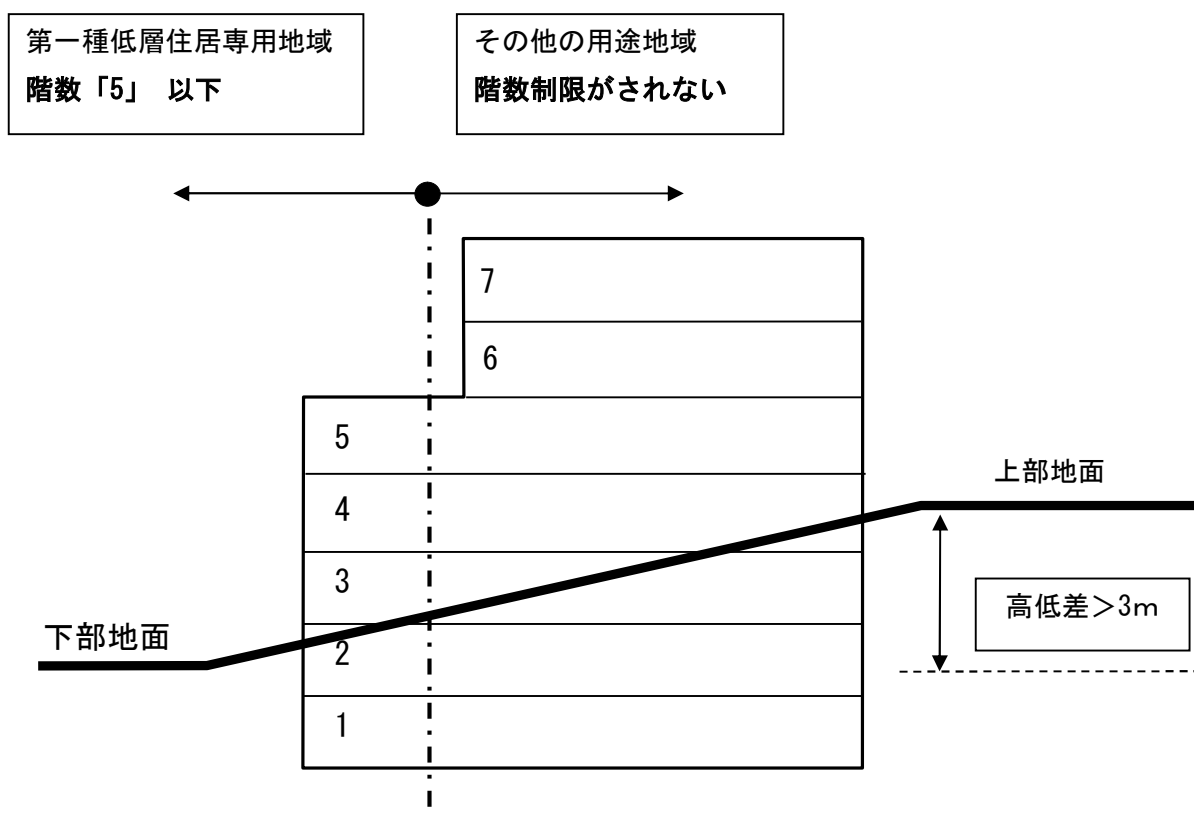 第一種低層住居専用地域
階数「5」 以下
その他の用途地域
階数制限がされない
7
6
5
4
上部地面
3
高低差>3m
下部地面
2
1